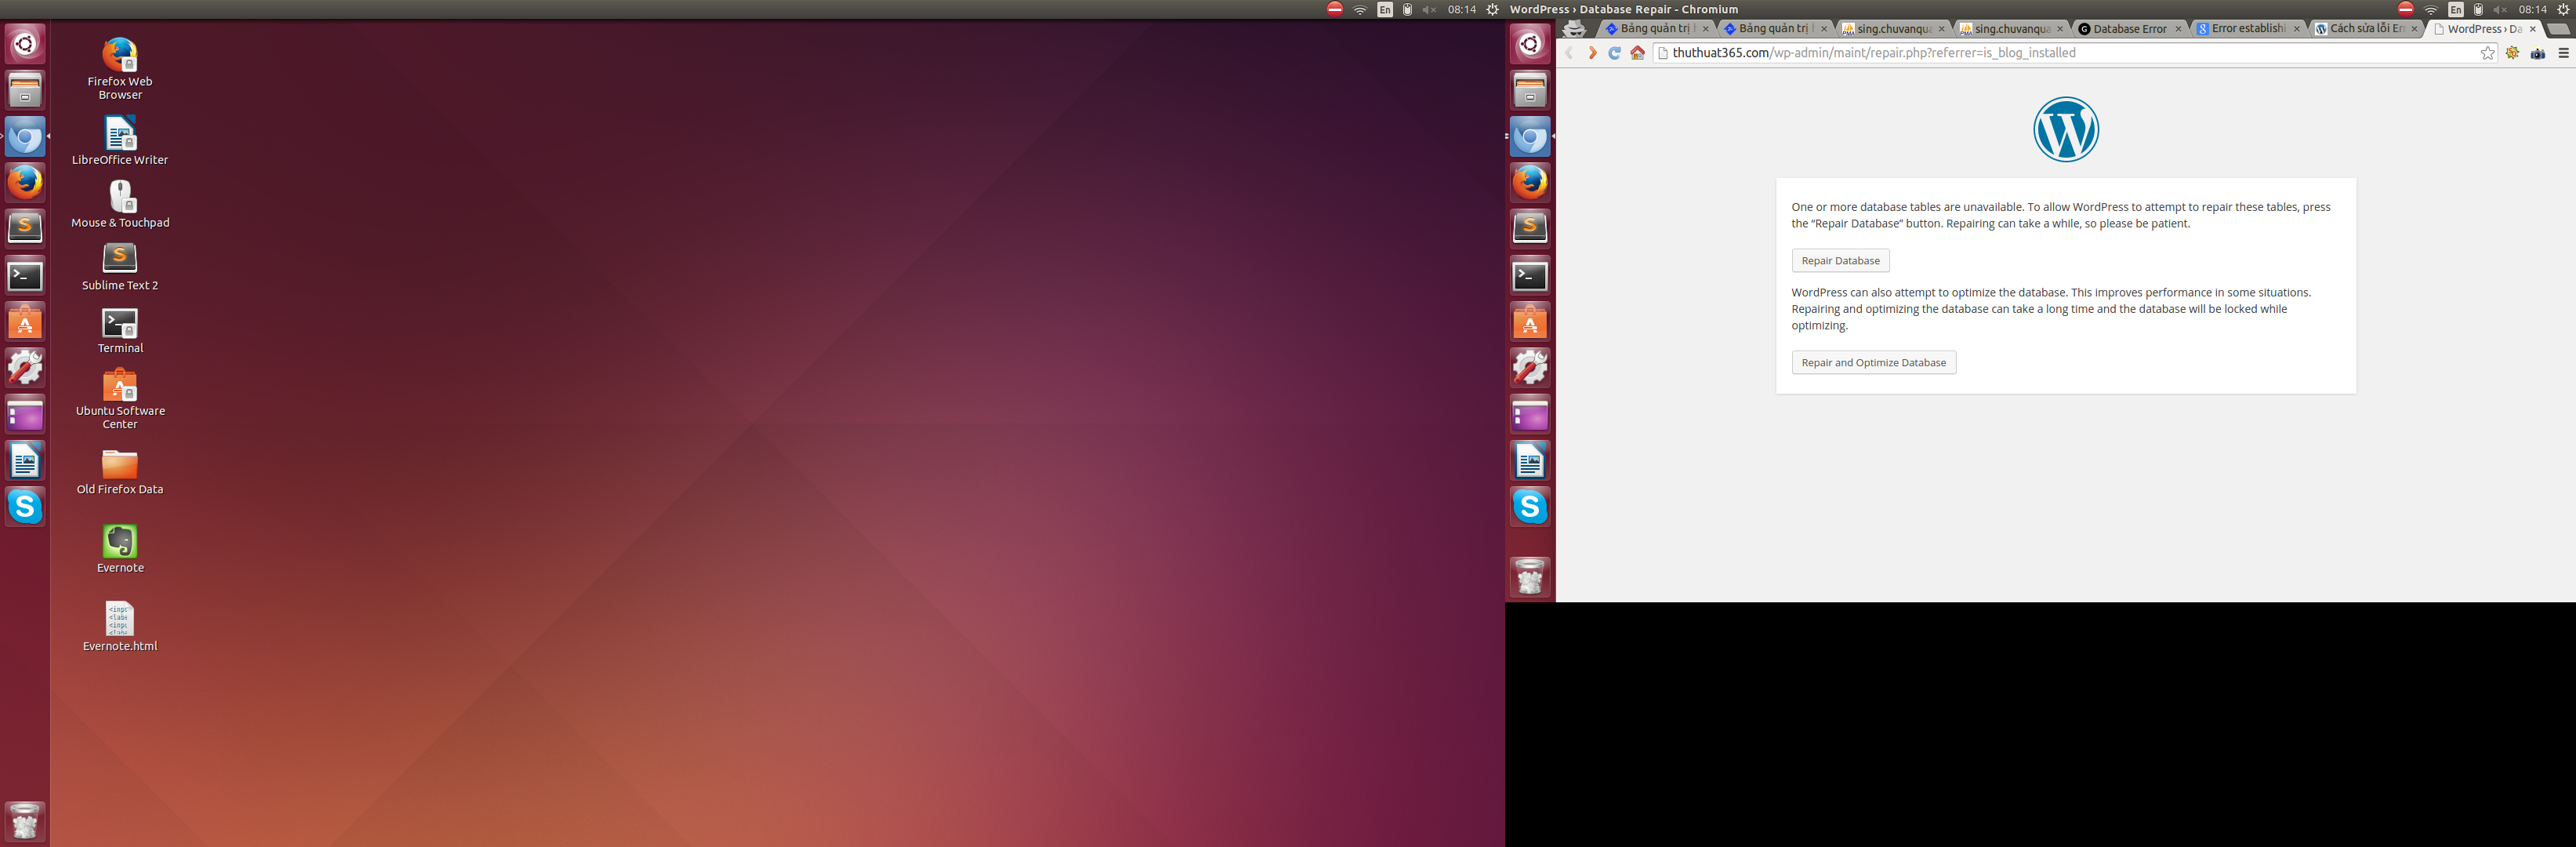 En
08:14
Firefox Web
Browser
LibreOffice Writer
Mouse & Touchpad
Sublime Text 2
Terminal
Ubuntu Software
Center
Old Firefox Data
Evernote
<inp
<labe
<inp
Evernote.html
WordPress › Database Repair - Chromium
En
08:14
Bảng quản trị
Bảng quản trị
sing.chuvanqua
sing.chuvanqua
Database Error
Error establishi
Cách sửa lỗi Er
WordPress › Da
thuthuat365.com/wp-admin/maint/repair.php?referrer=is_blog_installed
One or more database tables are unavailable. To allow WordPress to attempt to repair these tables, press
the “Repair Database” button. Repairing can take a while, so please be patient.
Repair Database
WordPress can also attempt to optimize the database. This improves performance in some situations.
Repairing and optimizing the database can take a long time and the database will be locked while
optimizing.
Repair and Optimize Database